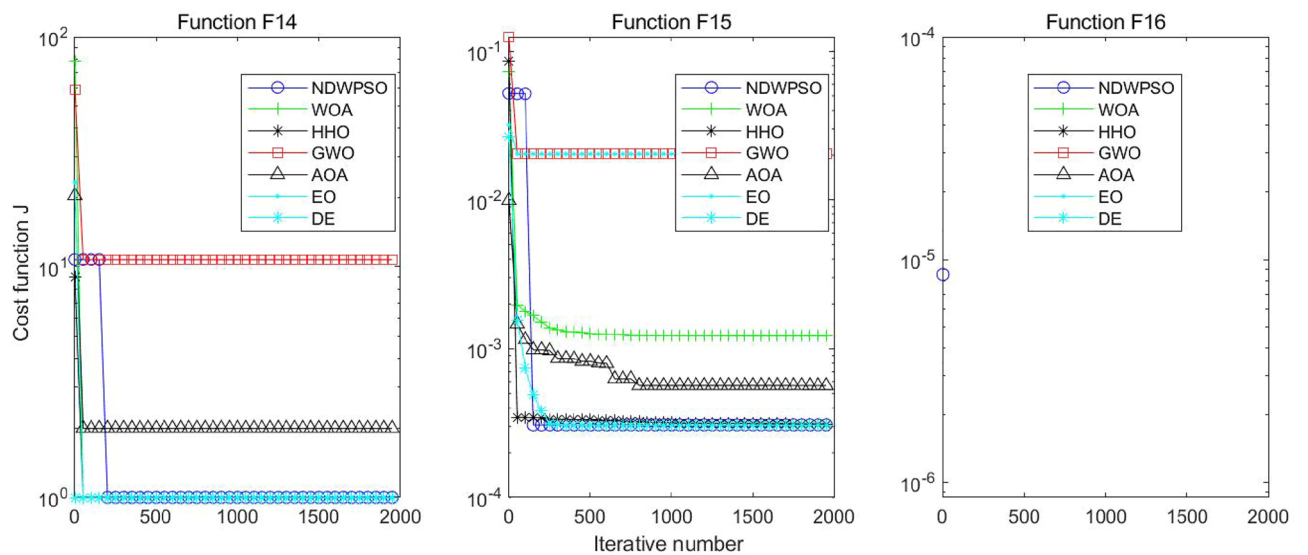 Function F14
Cost function J
10^2
10^1
10^0
0 500 1000 1500 2000
NDWPSO
WOA
HHO
GWO
AOA
EO
DE
Function F15
10^-1
10^-2
10^-3
10^-4
0 500 1000 1500 2000
NDWPSO
WOA
HHO
GWO
AOA
EO
DE
Iterative number
Function F16
10^-4
10^-5
10^-6
0 500 1000 1500 2000
NDWPSO
WOA
HHO
GWO
AOA
EO
DE